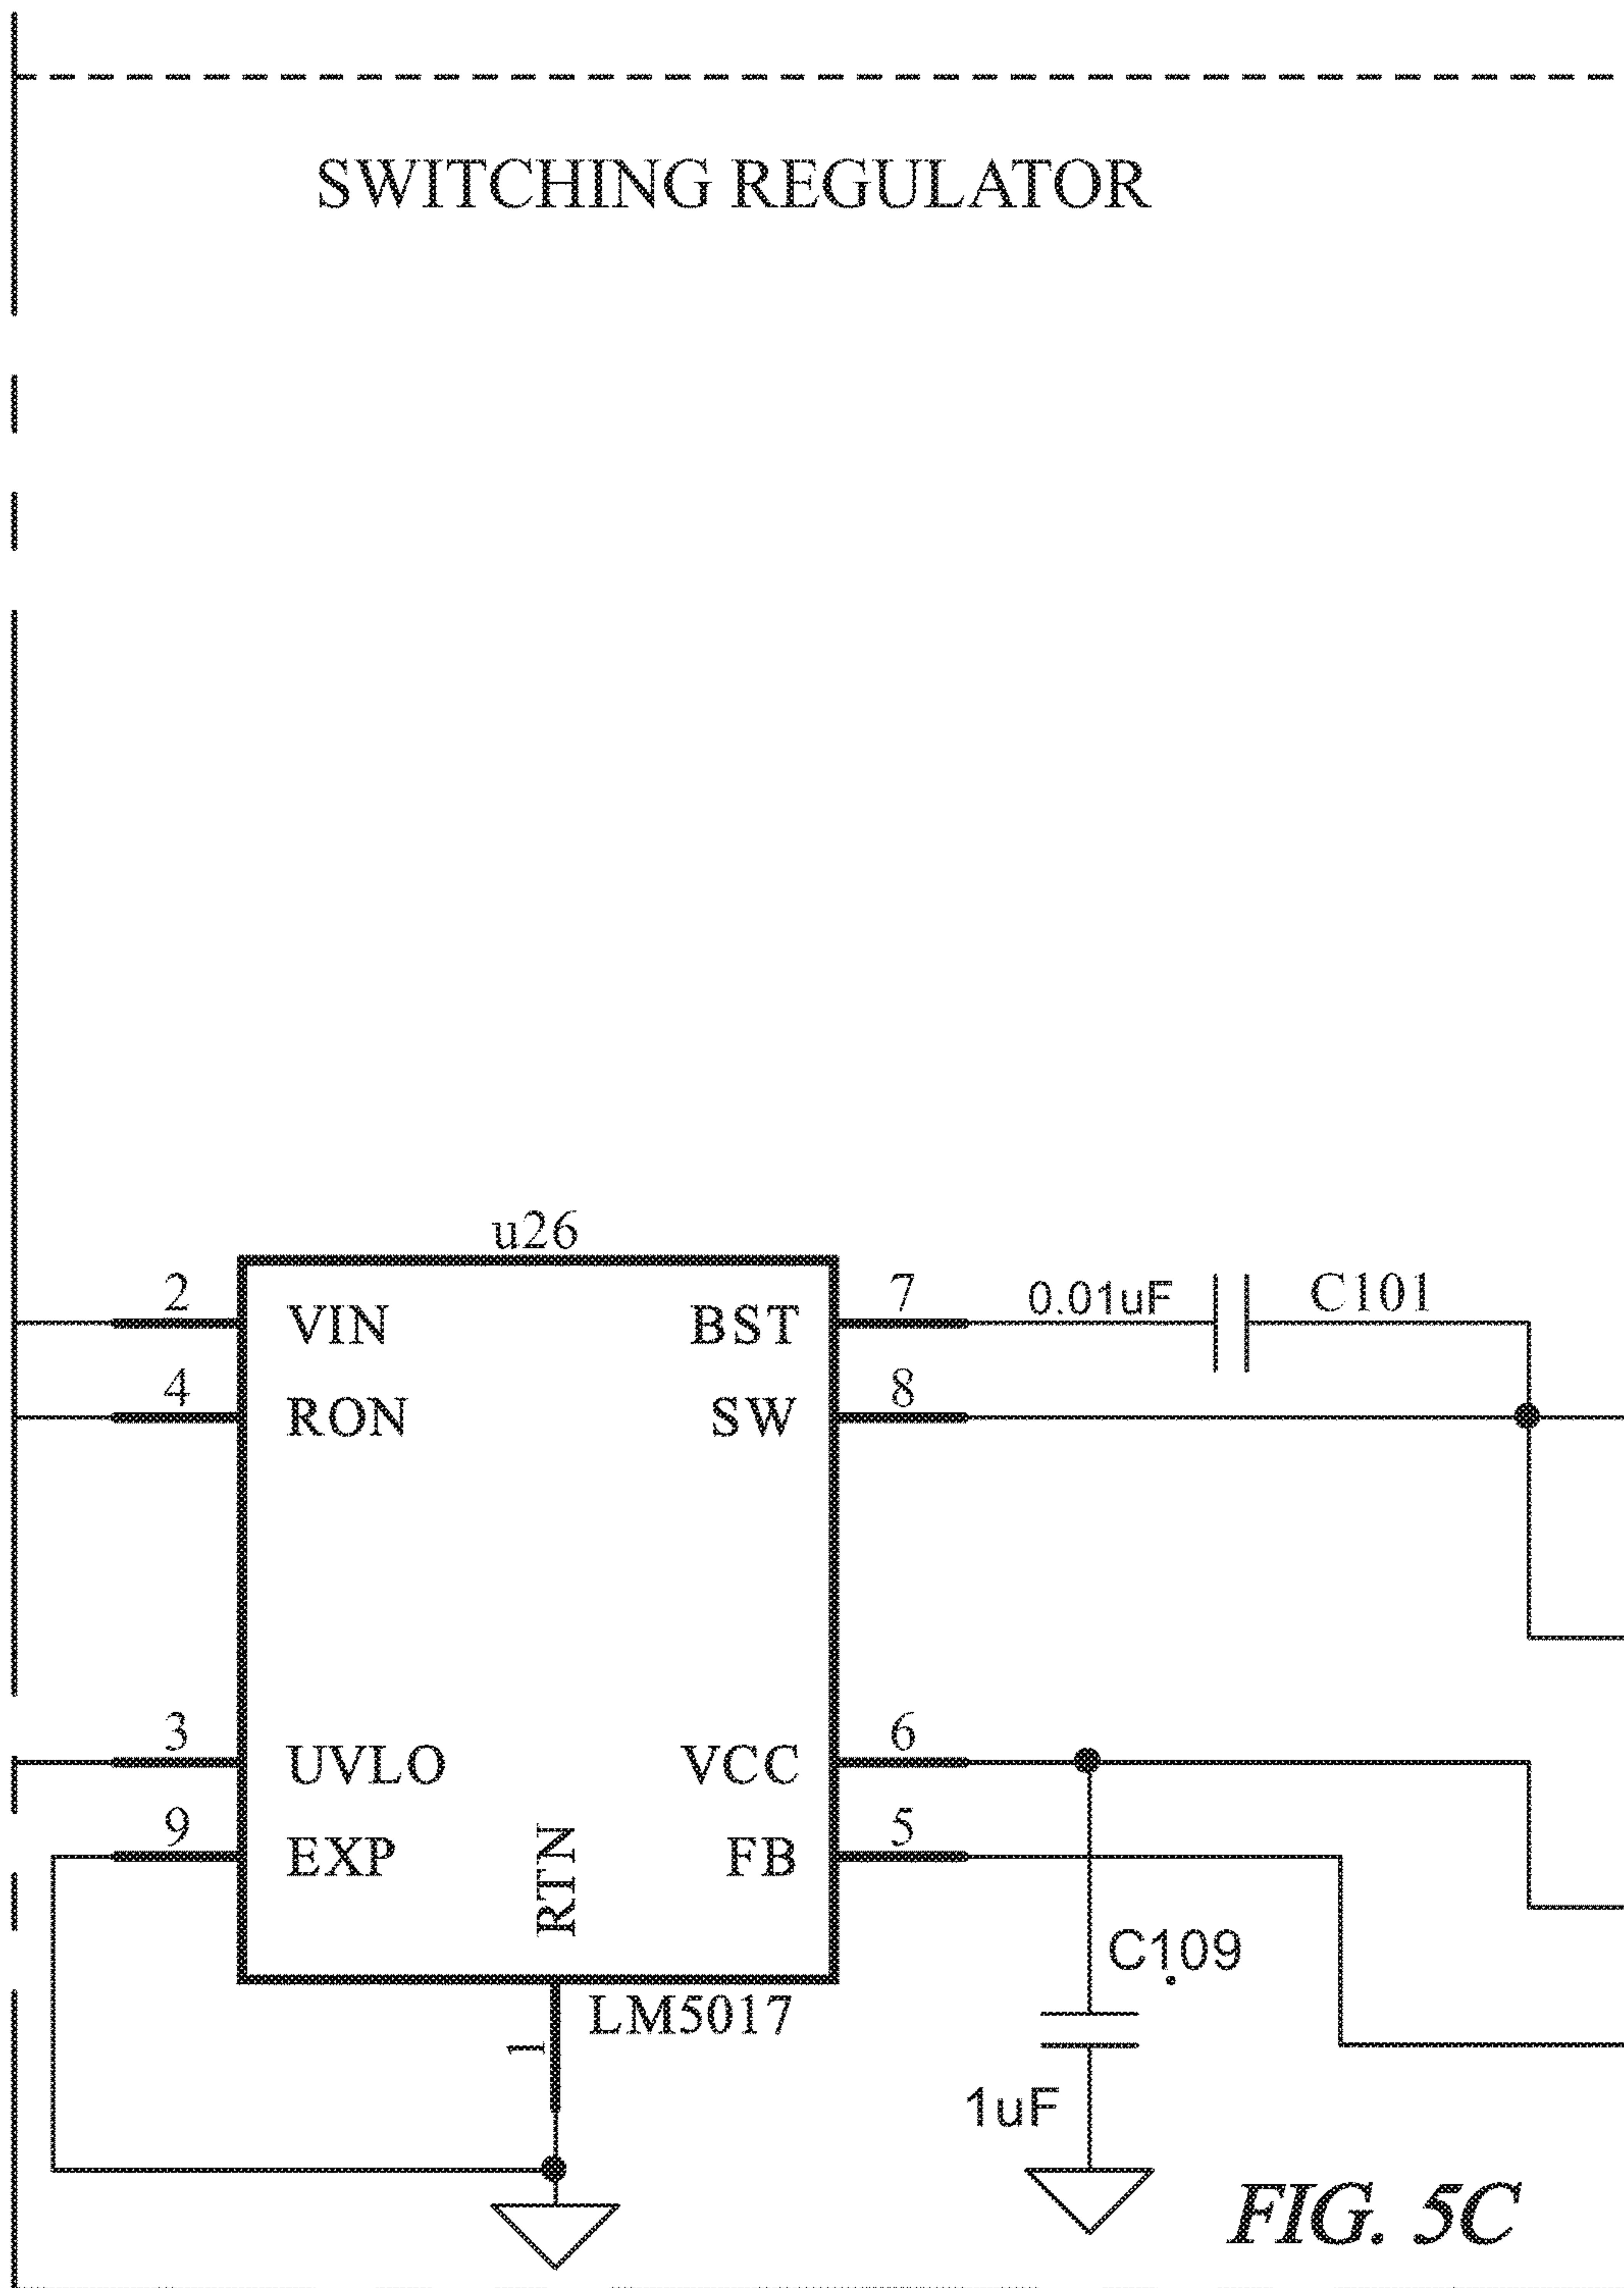 SWITCHING REGULATOR
u26
2 VIN BST 7 0.01uF C101
4 RON SW 8
3 UVLO VCC 6
9 EXP RTN FB 5
C109
LM5017
1
1uF
FIG. 5C